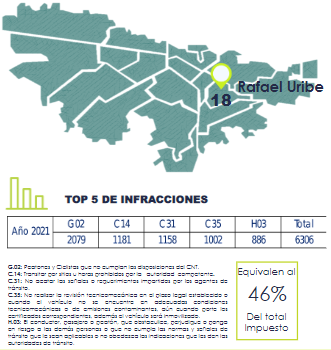 Rafael Uribe
18
TOP 5 DE INFRACCIONES
Año 2021 G02 C14 C31 C35 H03 Total
2079 1181 1158 1002 886 6306
G.02: Peatones y Ciclistas que no cumplan las disposiciones del CNT.
C.14: Transitar por sitios u horas prohibidos por la autoridad competente.
C.31: No acatar las señales o requerimientos impartidos por los agentes de
tránsito.
C.35: No realizar la revisión tecnicomecánica en el plazo legal establecido o
cuando el vehículo no se encuentre en adecuadas condiciones
tecnicomecánicas o de emisiones contaminantes, aún cuando porte los
certificados correspondientes, además el vehículo será inmovilizado.
H.03: El conductor, pasajero o peatón, que obstaculice, perjudique o ponga
en riesgo a las demás personas o que no cumpla las normas y señales de
tránsito que le sean aplicables o no obedezca las indicaciones que les den las
autoridades de tránsito.
Equivalen al
46%
Del total
Impuesto